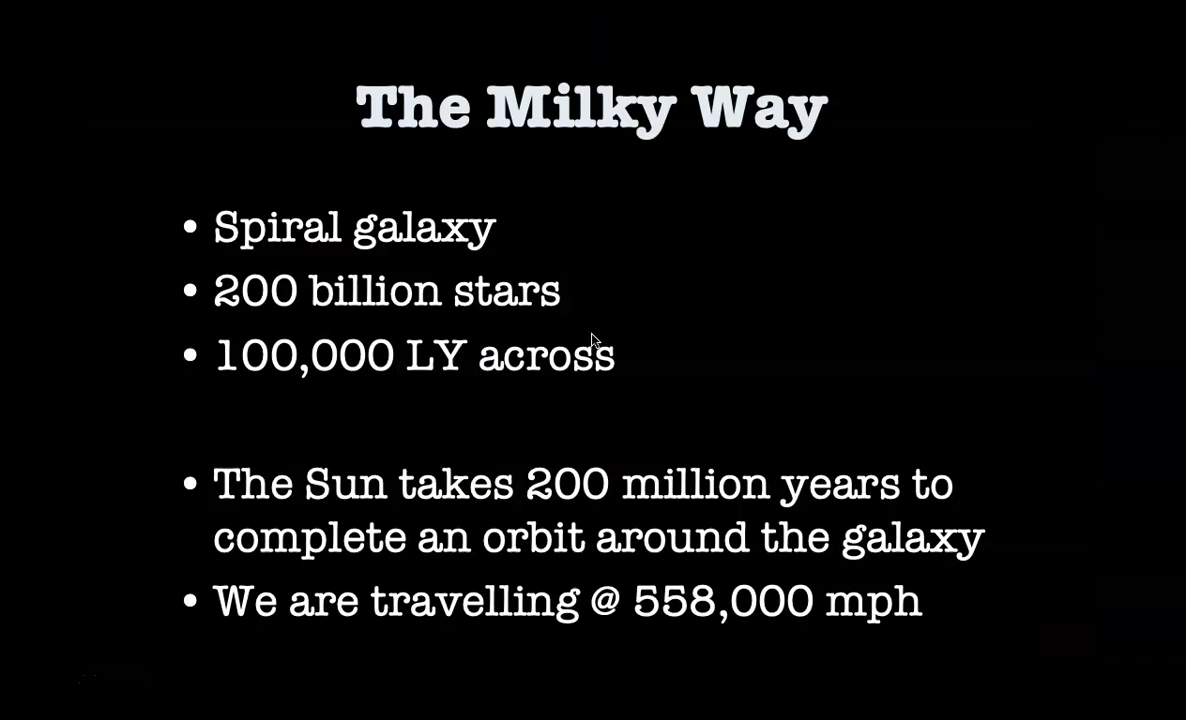 The Milky Way
• Spiral galaxy
• 200 billion stars
• 100,000 LY across
• The Sun takes 200 million years to
complete an orbit around the galaxy
• We are travelling @ 558,000 mph